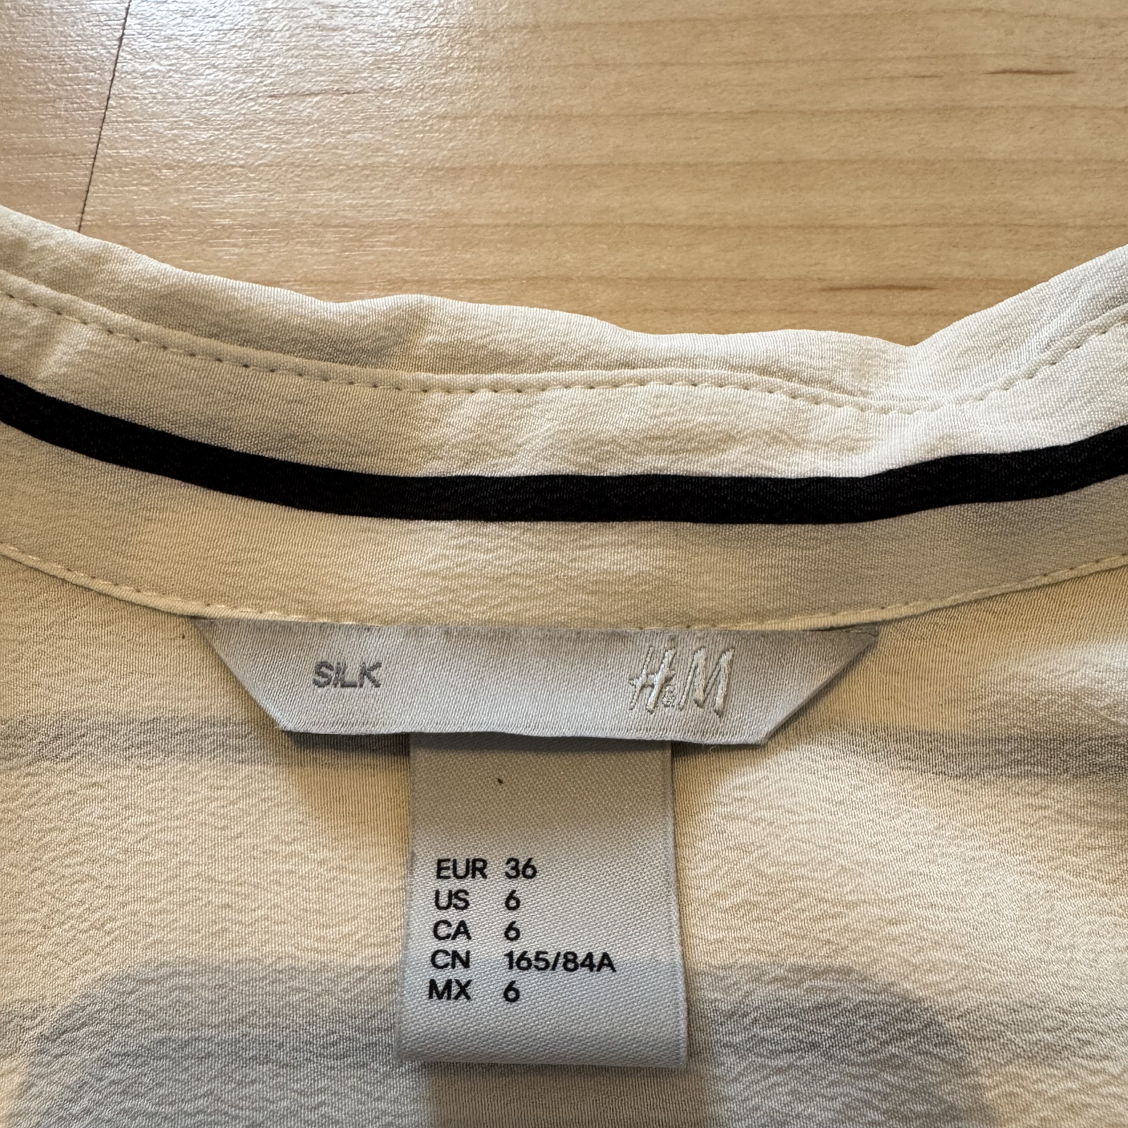 SILK H&M
EUR 36
US 6
CA 6
CN 165/84A
MX 6